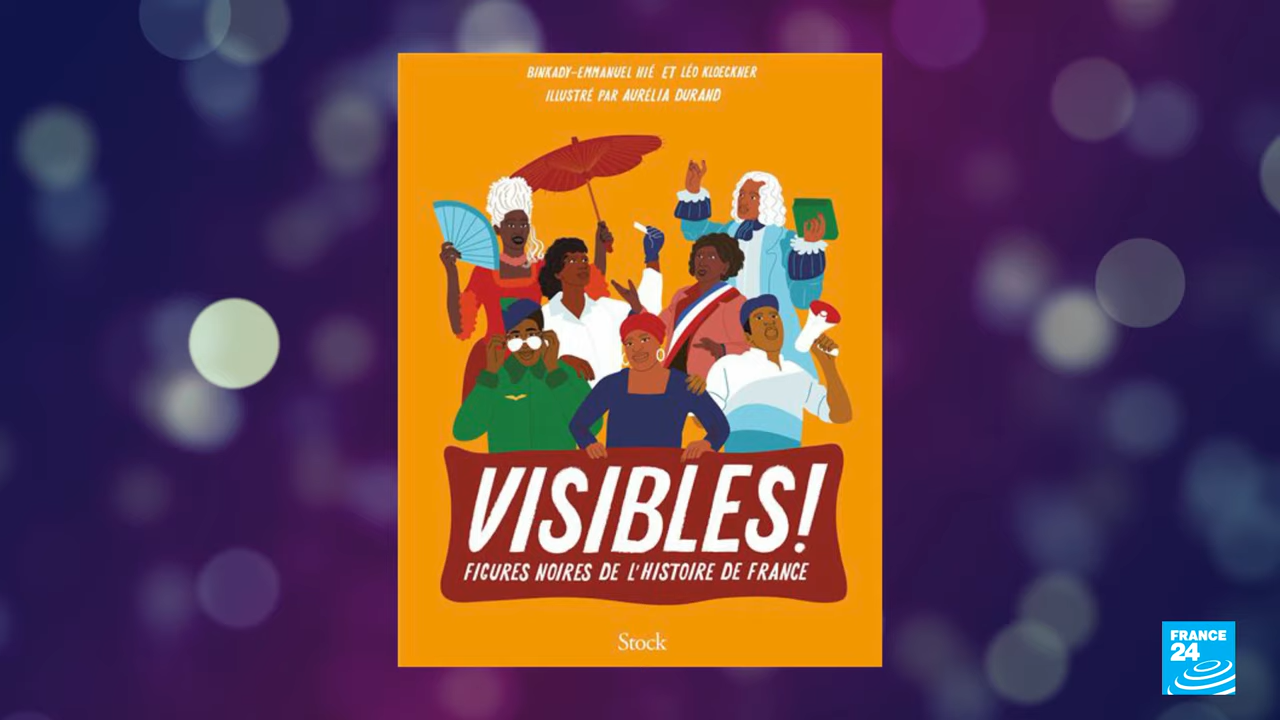 BINKADY-EMMANUEL HIÉ ET LÉO KLOECKNER
ILLUSTRÉ PAR AURÉLIA DURAND
VISIBLES!
FIGURES NOIRES DE L'HISTOIRE DE FRANCE
Stock
FRANCE
24